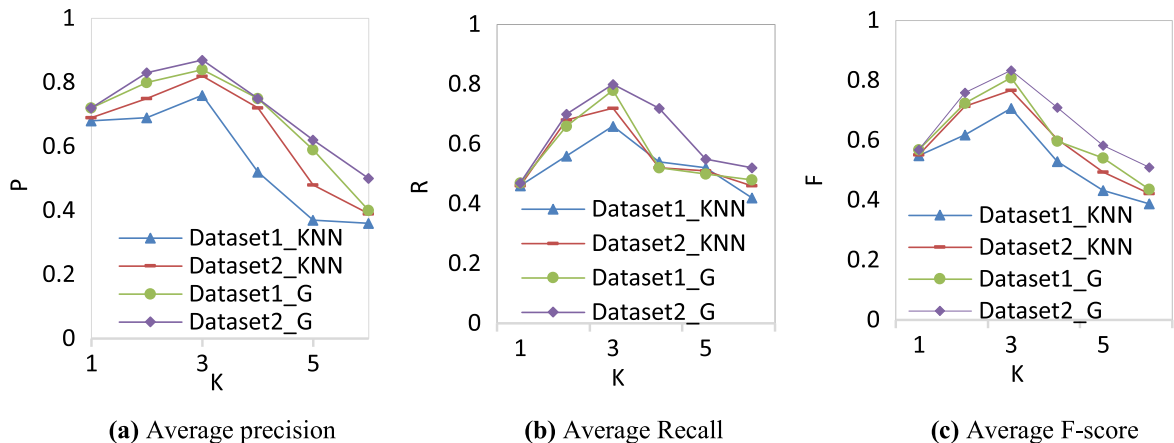 1
0.8
0.6
0.4
0.2
0
P
1
3
5
K
Dataset1_KNN
Dataset2_KNN
Dataset1_G
Dataset2_G
(a) Average precision
1
0.8
0.6
0.4
0.2
0
R
1
3
5
K
Dataset1_KNN
Dataset2_KNN
Dataset1_G
Dataset2_G
(b) Average Recall
1
0.8
0.6
0.4
0.2
0
F
1
3
5
K
Dataset1_KNN
Dataset2_KNN
Dataset1_G
Dataset2_G
(c) Average F-score